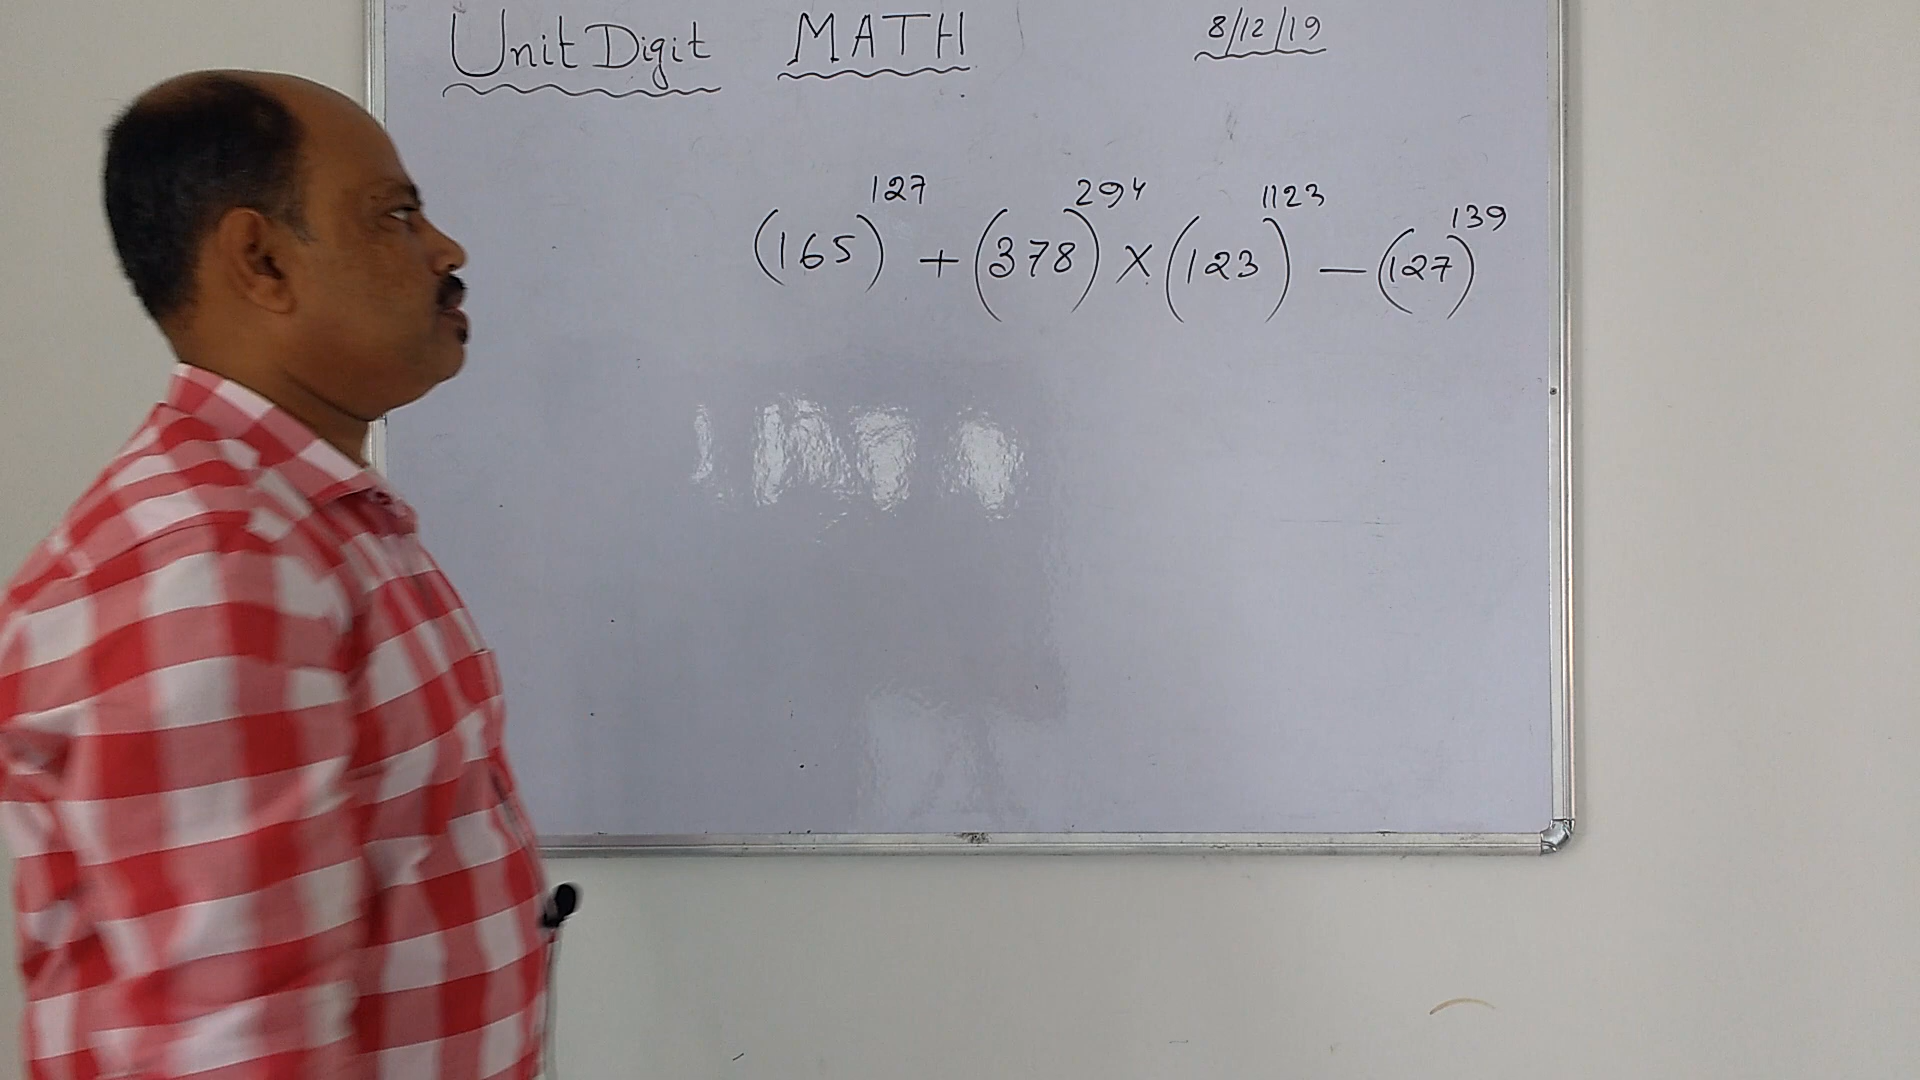 Unit Digit MATH 8/12/19
(165)^127 + (378)^294 × (123)^1123 − (127)^139